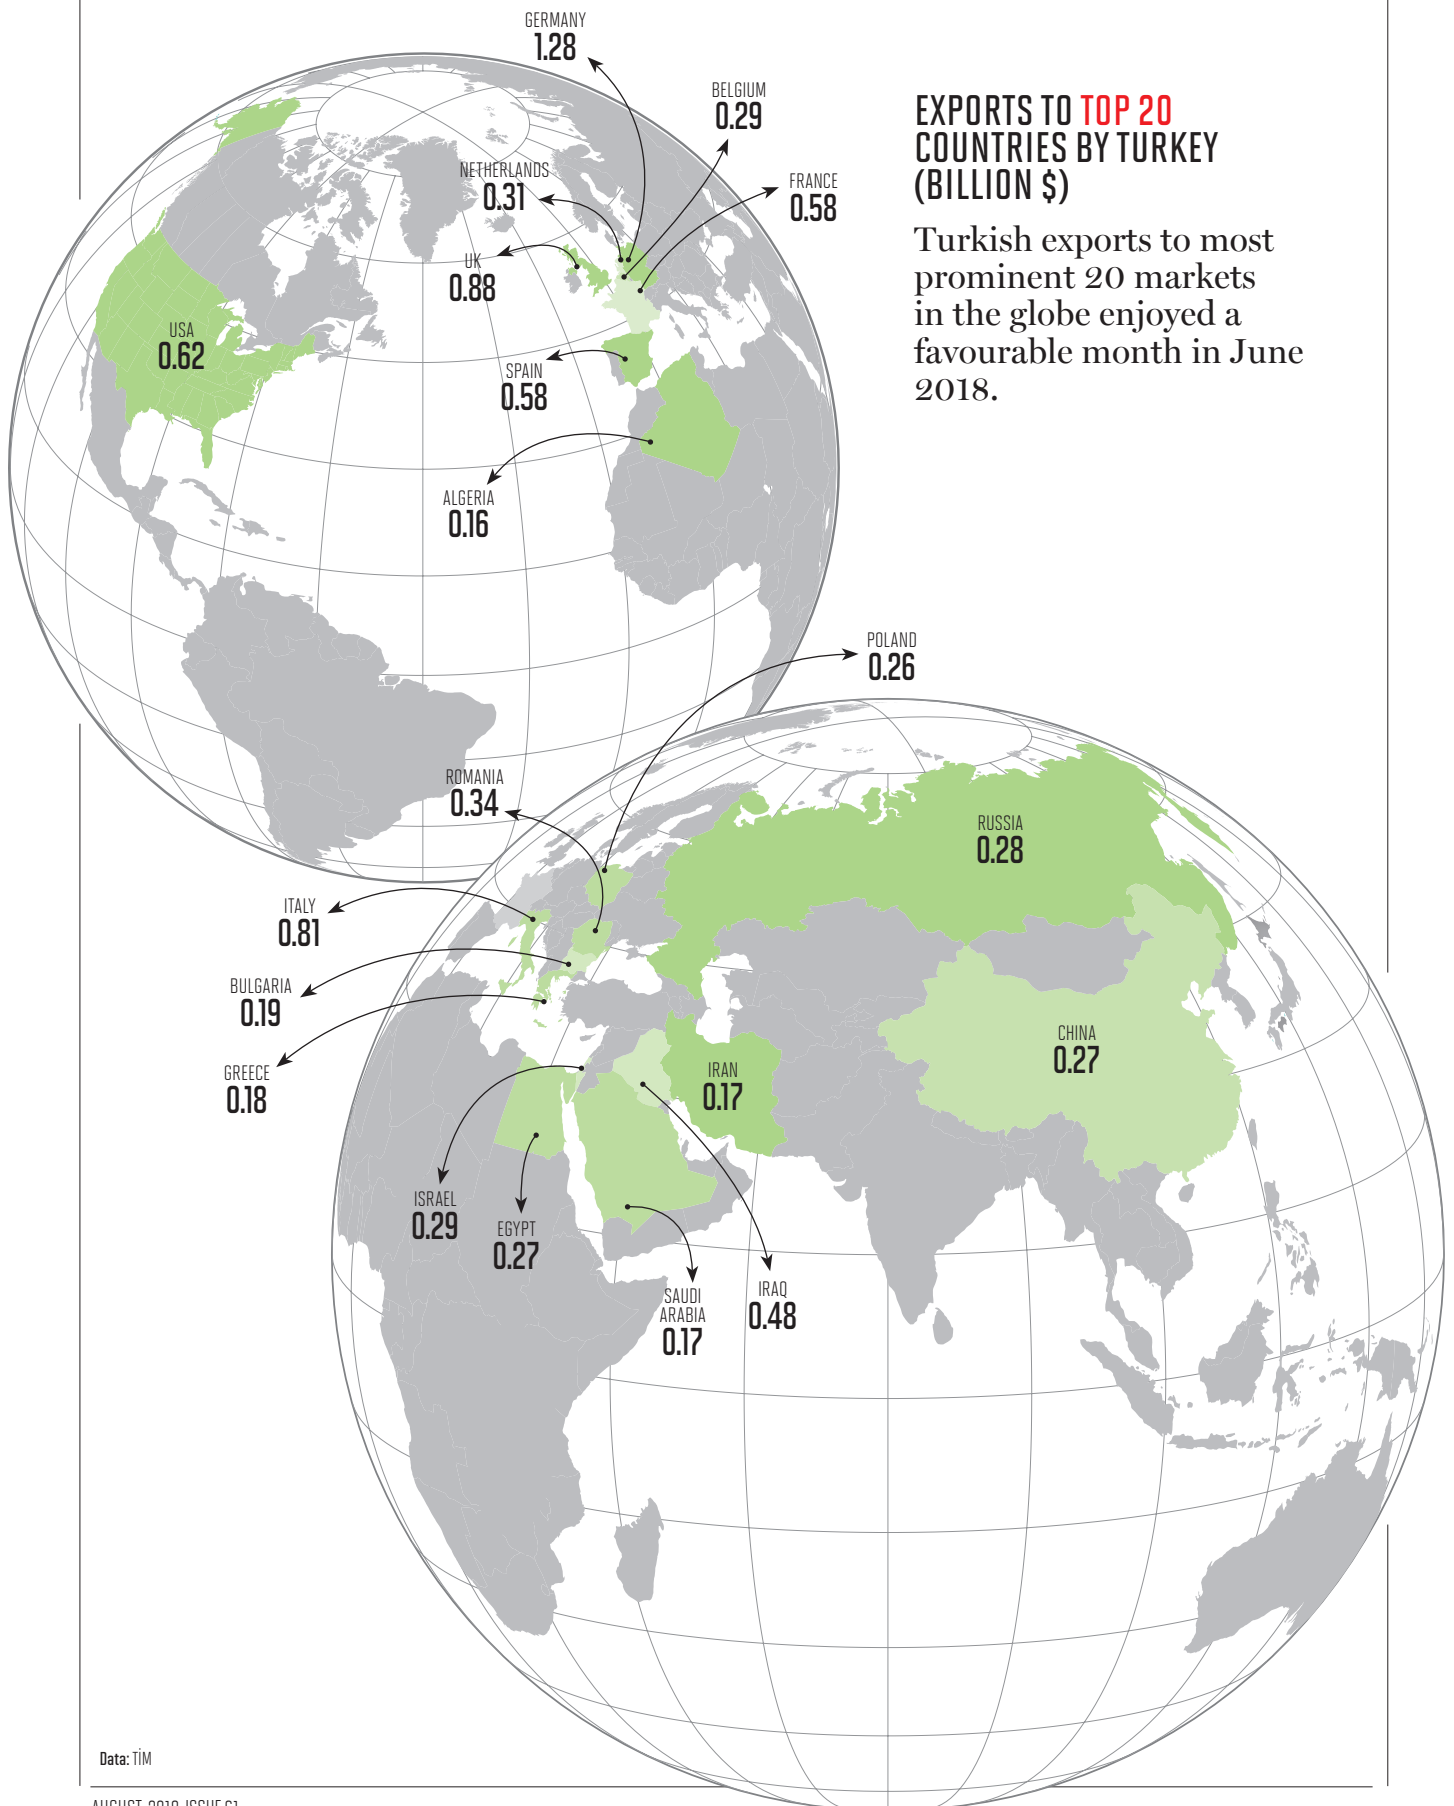 GERMANY
1.28
BELGIUM
0.29
NETHERLANDS
0.31
FRANCE
0.58
UK
0.88
USA
0.62
SPAIN
0.58
ALGERIA
0.16
EXPORTS TO TOP 20
COUNTRIES BY TURKEY
(BILLION $)
Turkish exports to most
prominent 20 markets
in the globe enjoyed a
favourable month in June
2018.
POLAND
0.26
ROMANIA
0.34
RUSSIA
0.28
ITALY
0.81
BULGARIA
0.19
GREECE
0.18
CHINA
0.27
IRAN
0.17
ISRAEL
0.29
EGYPT
0.27
SAUDI
ARABIA
0.17
IRAQ
0.48
Data: TİM
AUGUST 2018 ISSUE 61